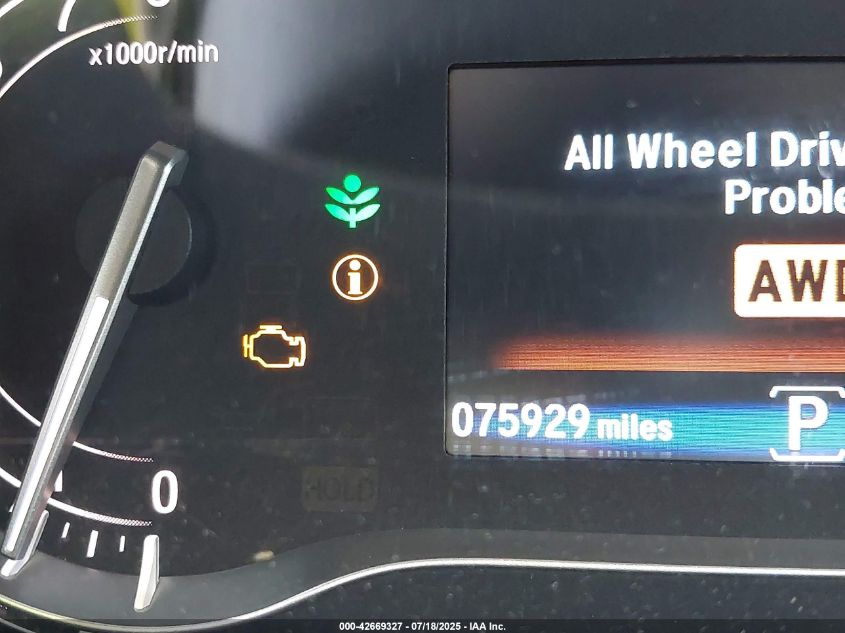 x1000r/min
All Wheel Driv
Proble
AWD
075929 miles
P
0
HOLD
000-42669327 - 07/18/2025 - IAA Inc.